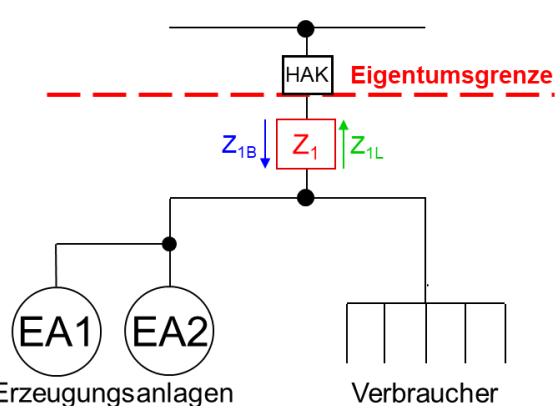 HAK
Eigentumsgrenze
Z1B
Z1
Z1L
EA1
EA2
Erzeugungsanlagen
Verbraucher